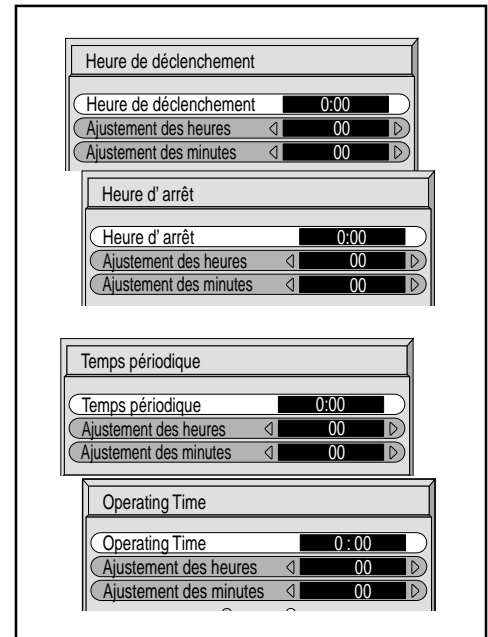 Heure de déclenchement
Heure de déclenchement 0:00
Ajustement des heures 00
Ajustement des minutes 00
Heure d' arrêt
Heure d' arrêt 0:00
Ajustement des heures 00
Ajustement des minutes 00
Temps périodique
Temps périodique 0:00
Ajustement des heures 00
Ajustement des minutes 00
Operating Time
Operating Time 0 : 00
Ajustement des heures 00
Ajustement des minutes 00